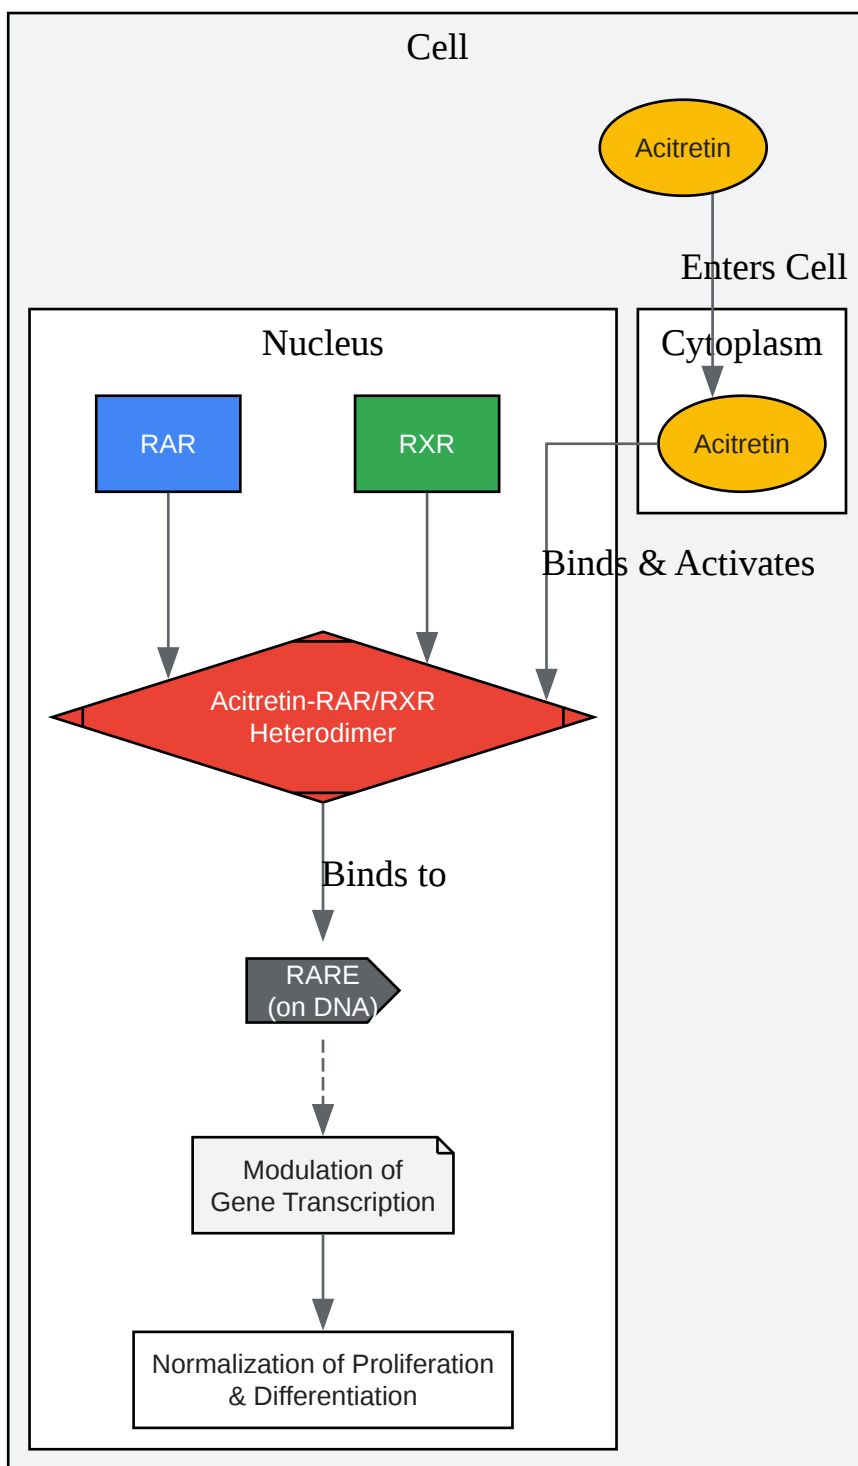 Cell
Acitretin
Enters Cell
Nucleus
Cytoplasm
RAR
RXR
Acitretin
Binds & Activates
Acitretin-RAR/RXR
Heterodimer
Binds to
RARE
(on DNA)
Modulation of
Gene Transcription
Normalization of Proliferation
& Differentiation